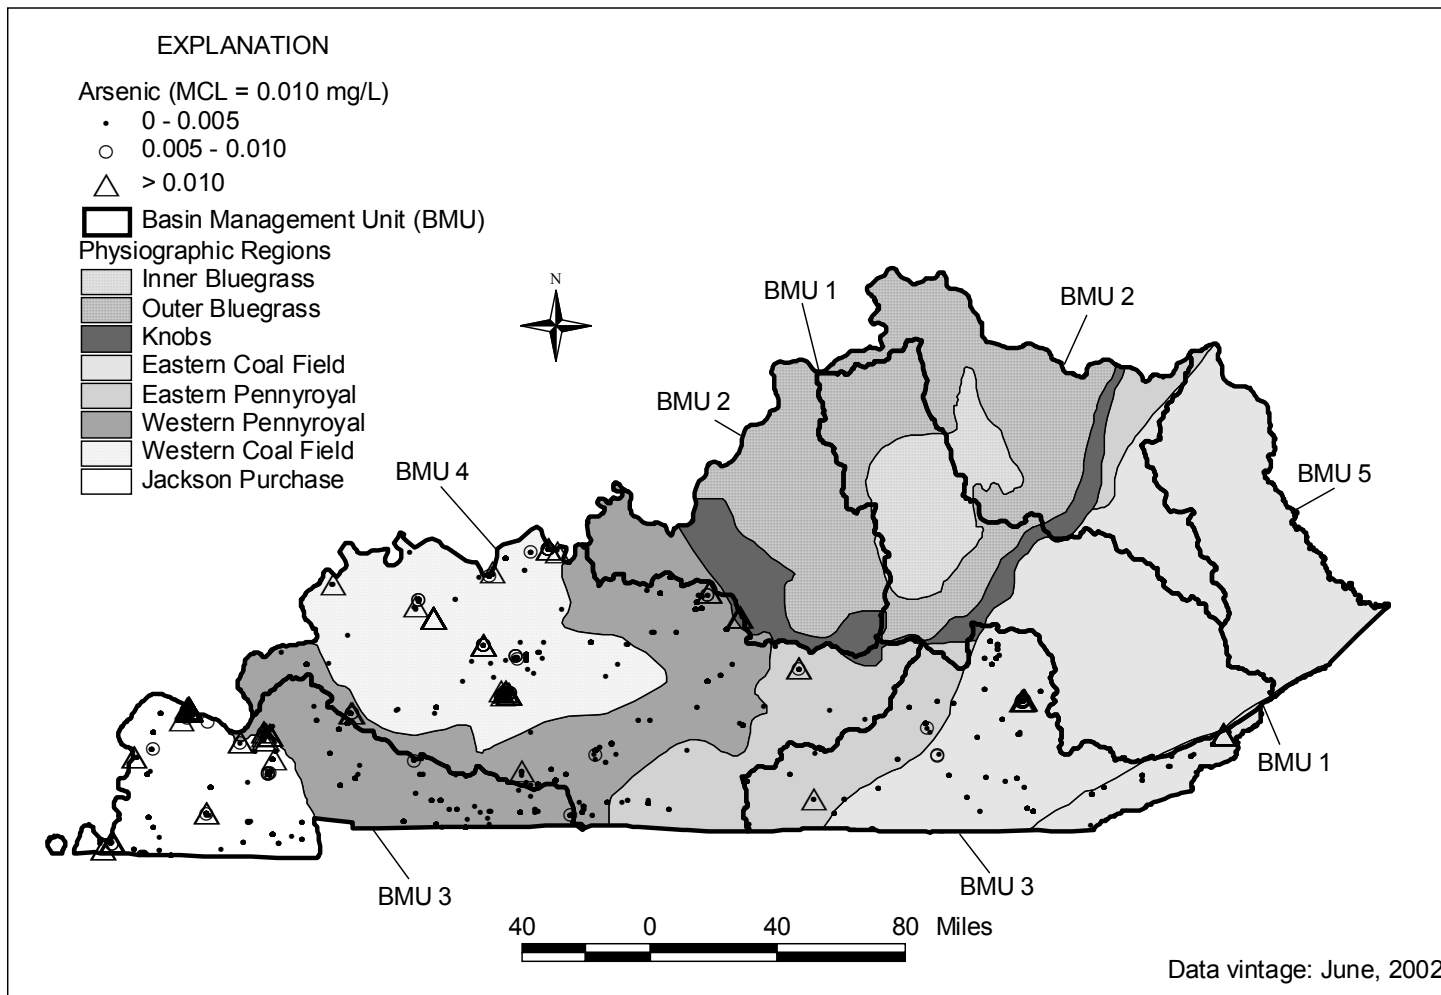 EXPLANATION
Arsenic (MCL = 0.010 mg/L)
0 - 0.005
0.005 - 0.010
> 0.010
Basin Management Unit (BMU)
Physiographic Regions
Inner Bluegrass
Outer Bluegrass
Knobs
Eastern Coal Field
Eastern Pennyroyal
Western Pennyroyal
Western Coal Field
Jackson Purchase
N
BMU 1
BMU 2
BMU 2
BMU 4
BMU 5
BMU 1
BMU 3
BMU 3
40 0 40 80 Miles
Data vintage: June, 2002